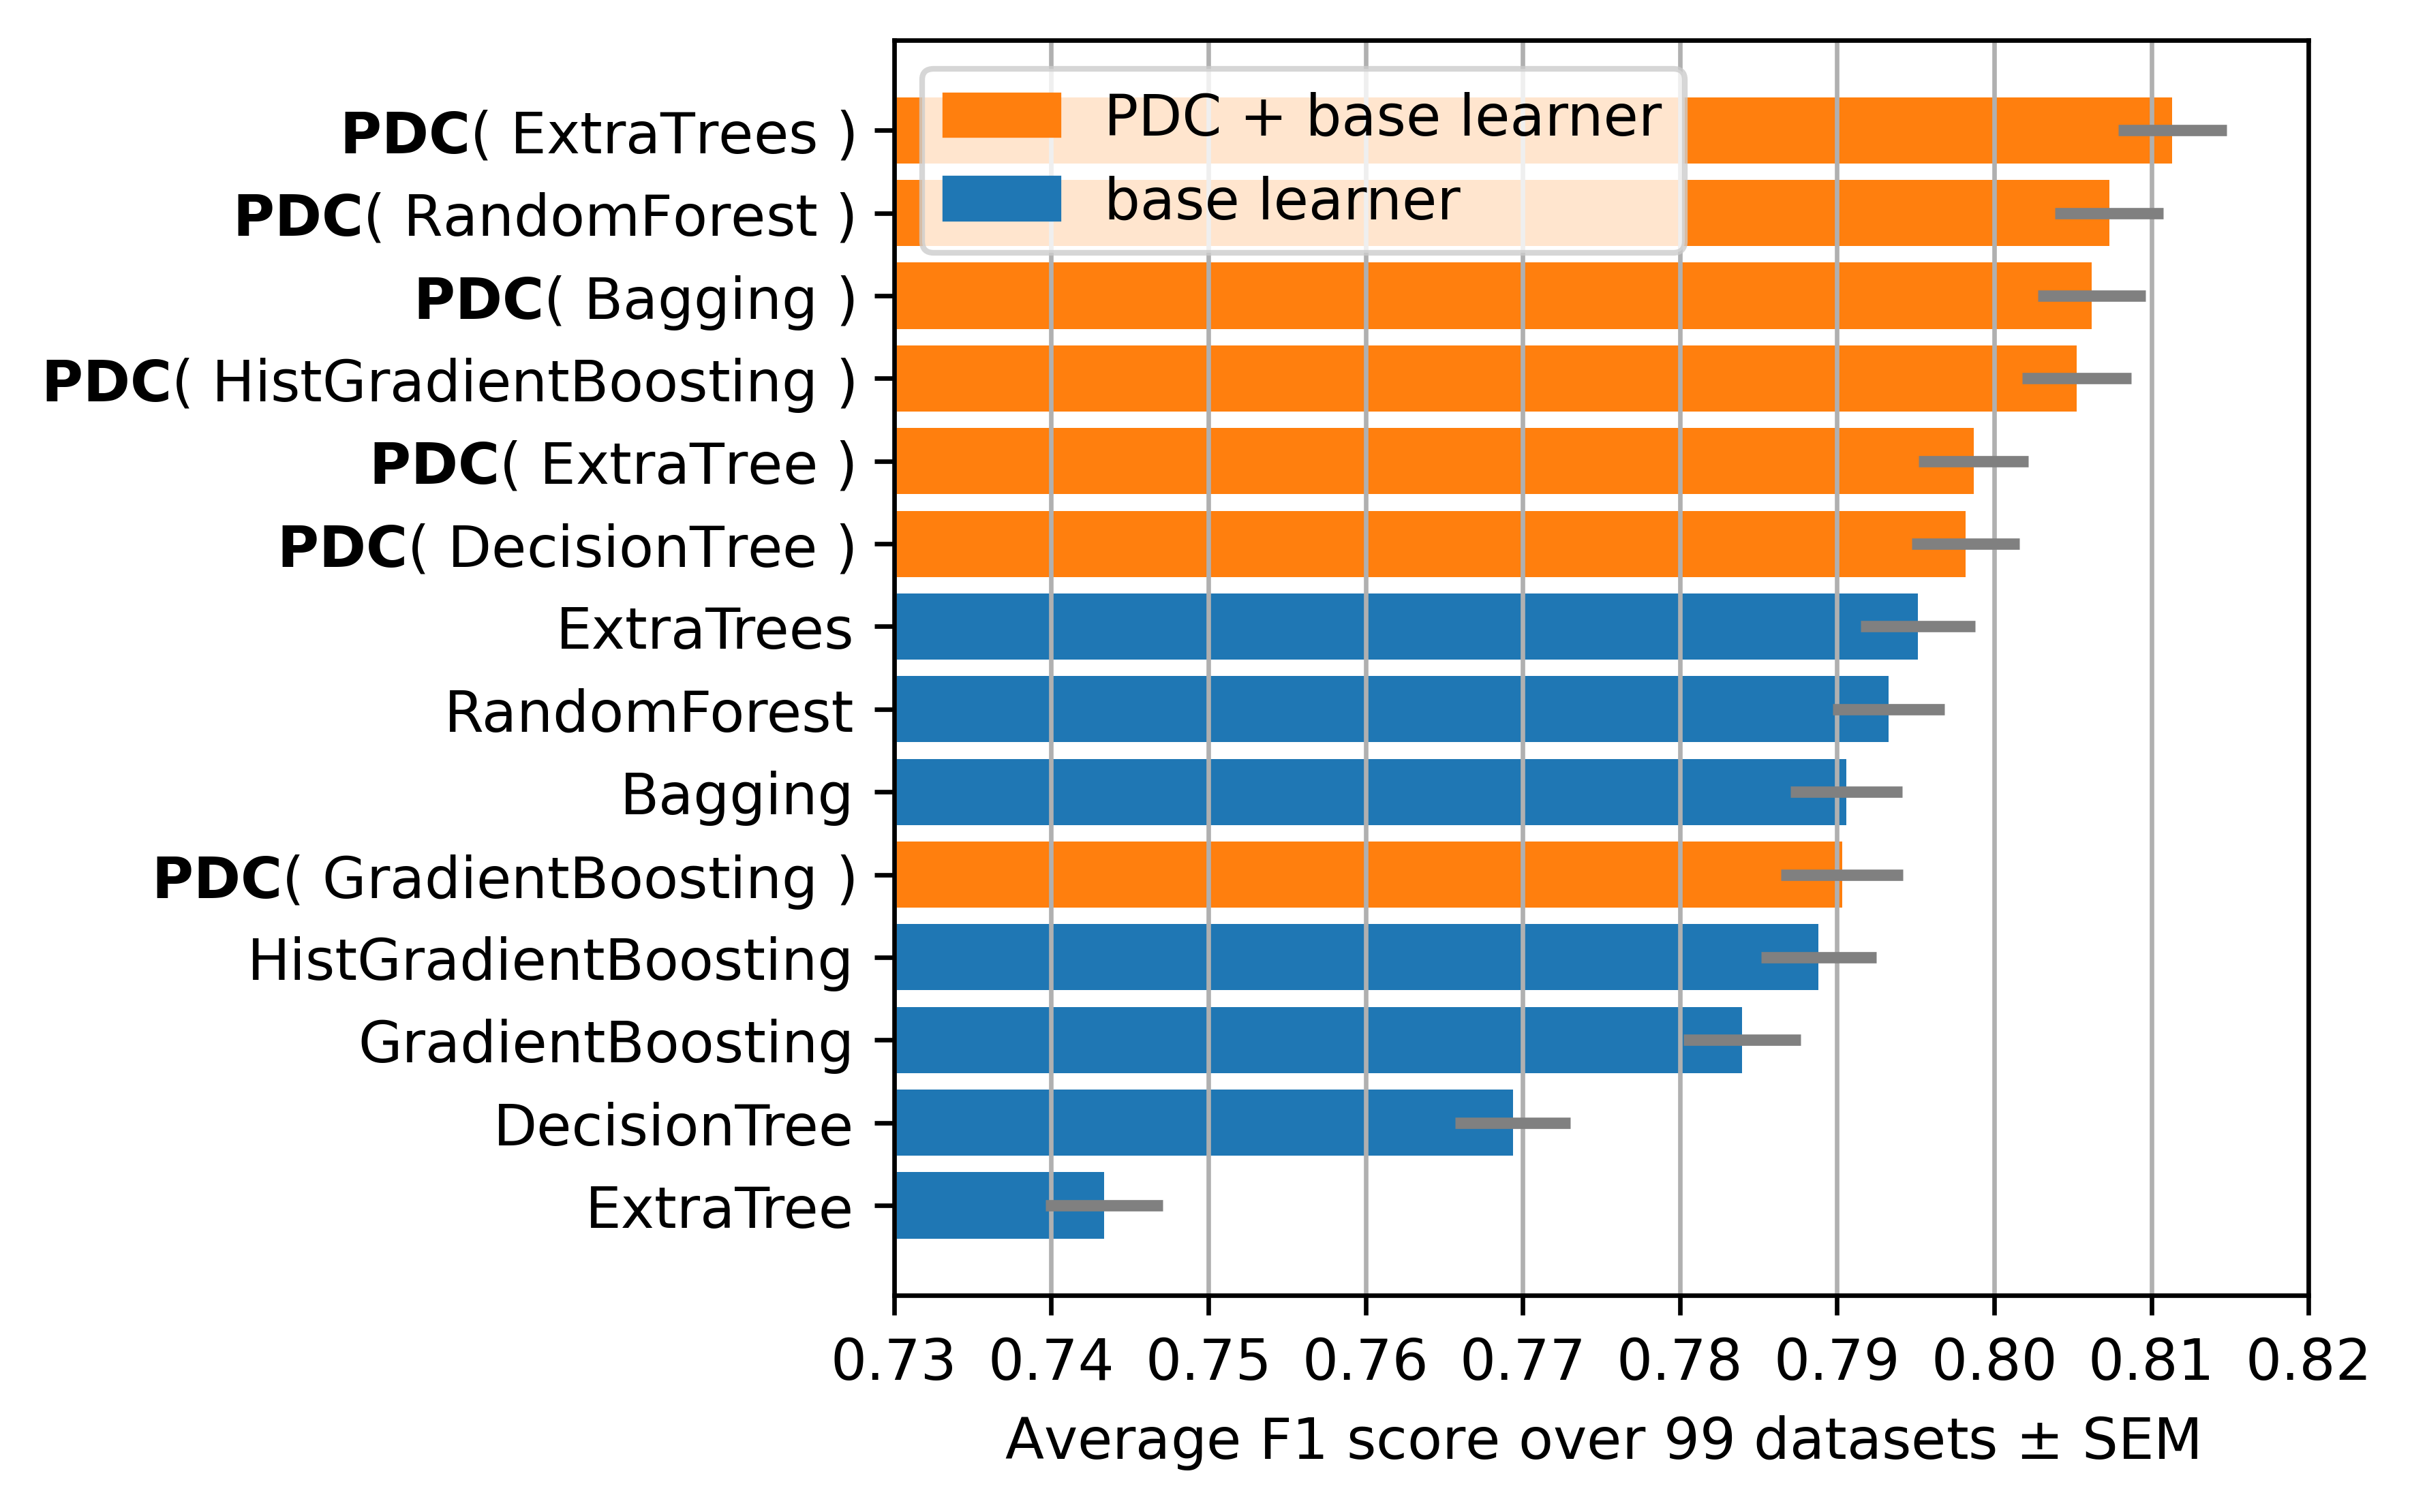 PDC + base learner
base learner
PDC( ExtraTrees )
PDC( RandomForest )
PDC( Bagging )
PDC( HistGradientBoosting )
PDC( ExtraTree )
PDC( DecisionTree )
ExtraTrees
RandomForest
Bagging
PDC( GradientBoosting )
HistGradientBoosting
GradientBoosting
DecisionTree
ExtraTree
0.73 0.74 0.75 0.76 0.77 0.78 0.79 0.80 0.81 0.82
Average F1 score over 99 datasets ± SEM